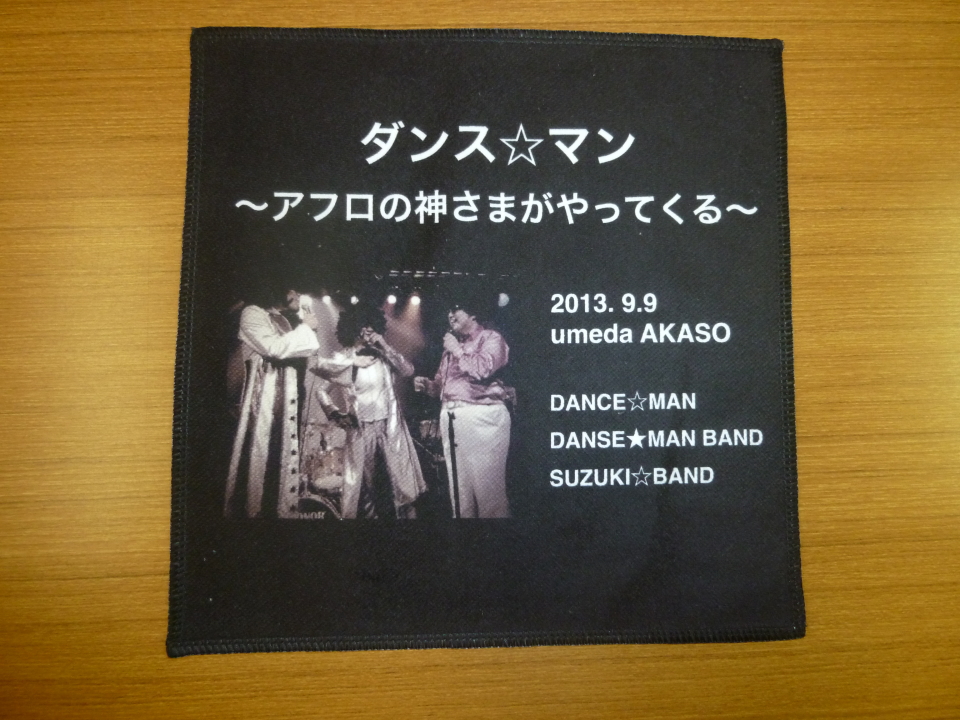 ダンス☆マン
〜アフロの神さまがやってくる〜
2013. 9.9
umeda AKASO
DANCE☆MAN
DANSE★MAN BAND
SUZUKI☆BAND